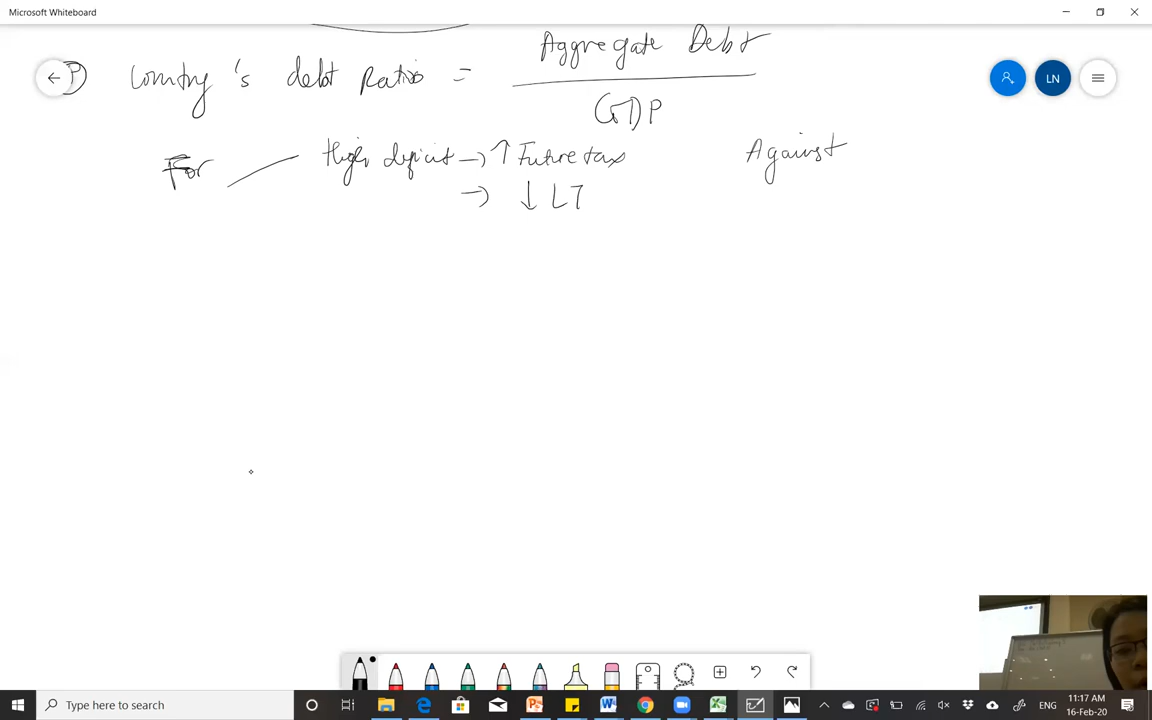 Microsoft Whiteboard
Country's debt Ratio = Aggregate Debt
GDP
For High deficit → ↑ Future tax Against
→ ↓ LT
LN
Type here to search
ENG
11:17 AM
16-Feb-20